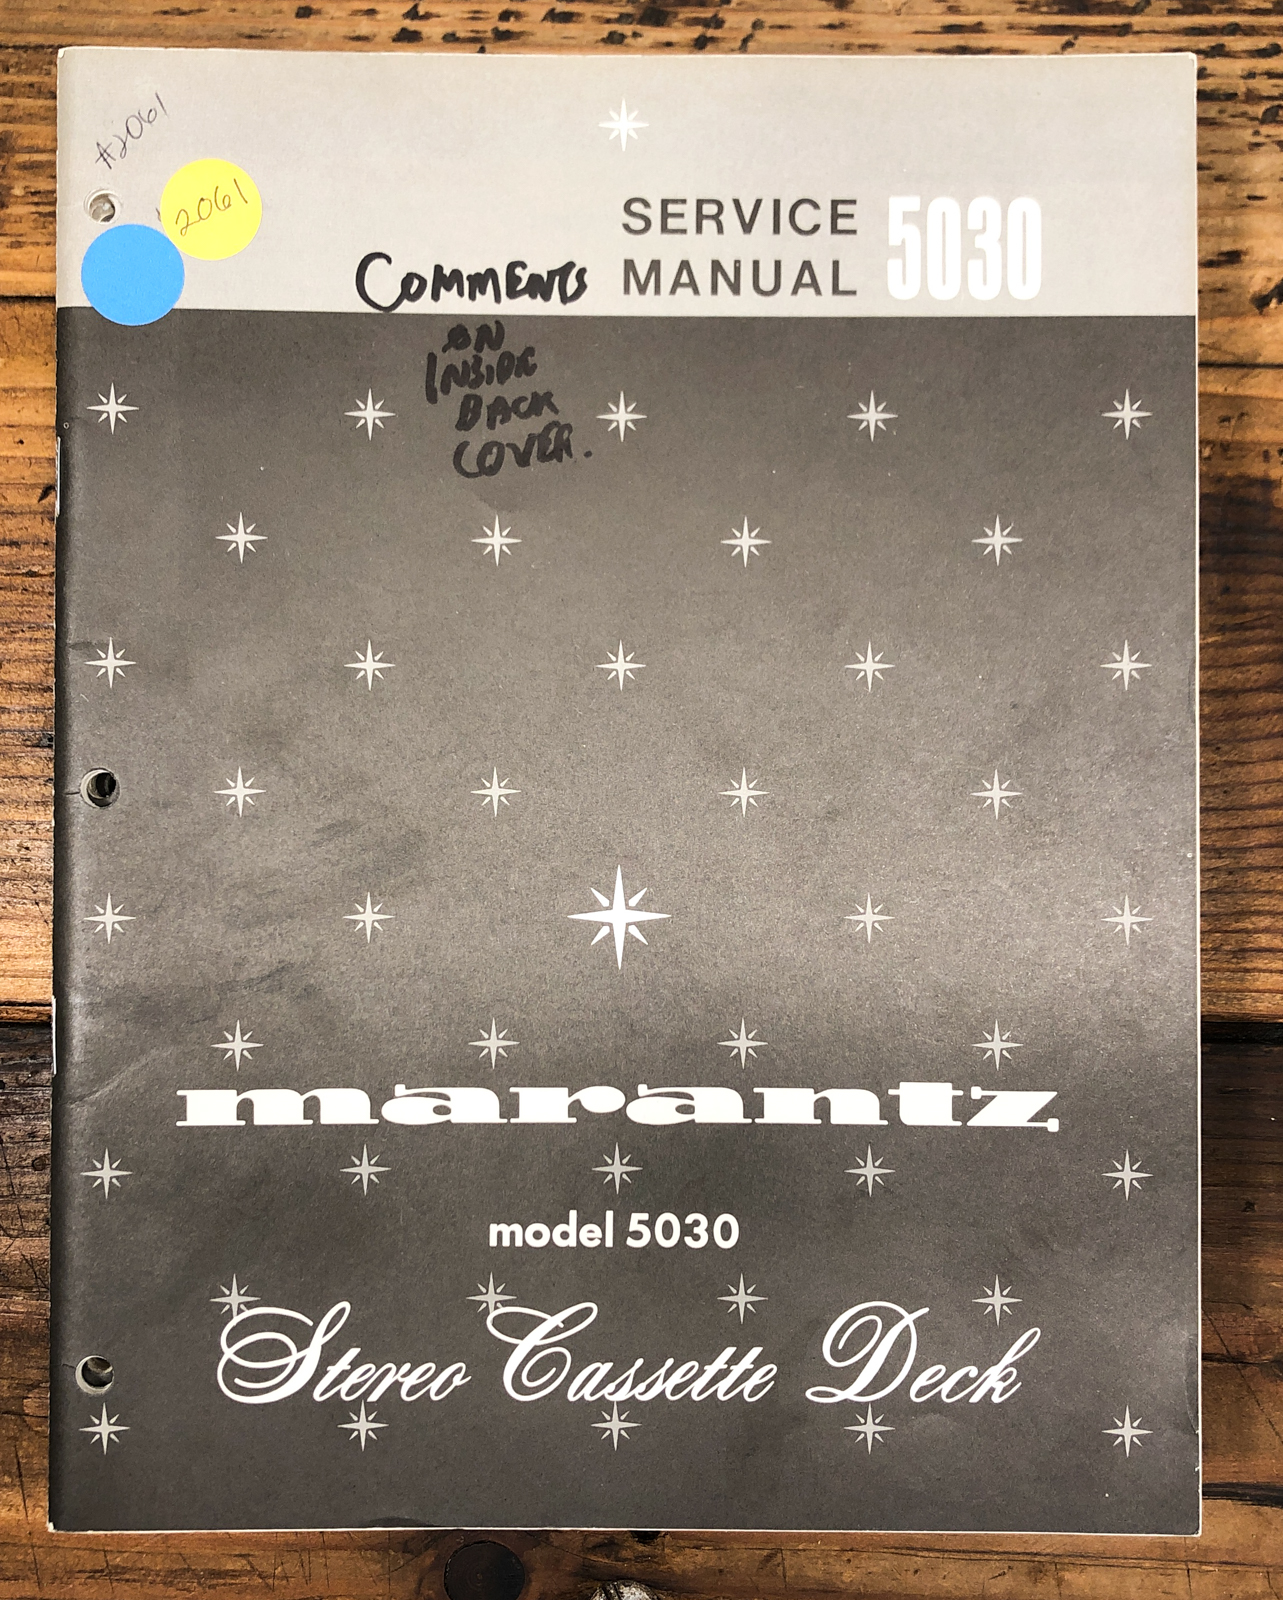 #2061
2061
SERVICE
MANUAL
5030
COMMENTS
ON
INSIDE
BACK
COVER.
marantz
model 5030
Stereo Cassette Deck